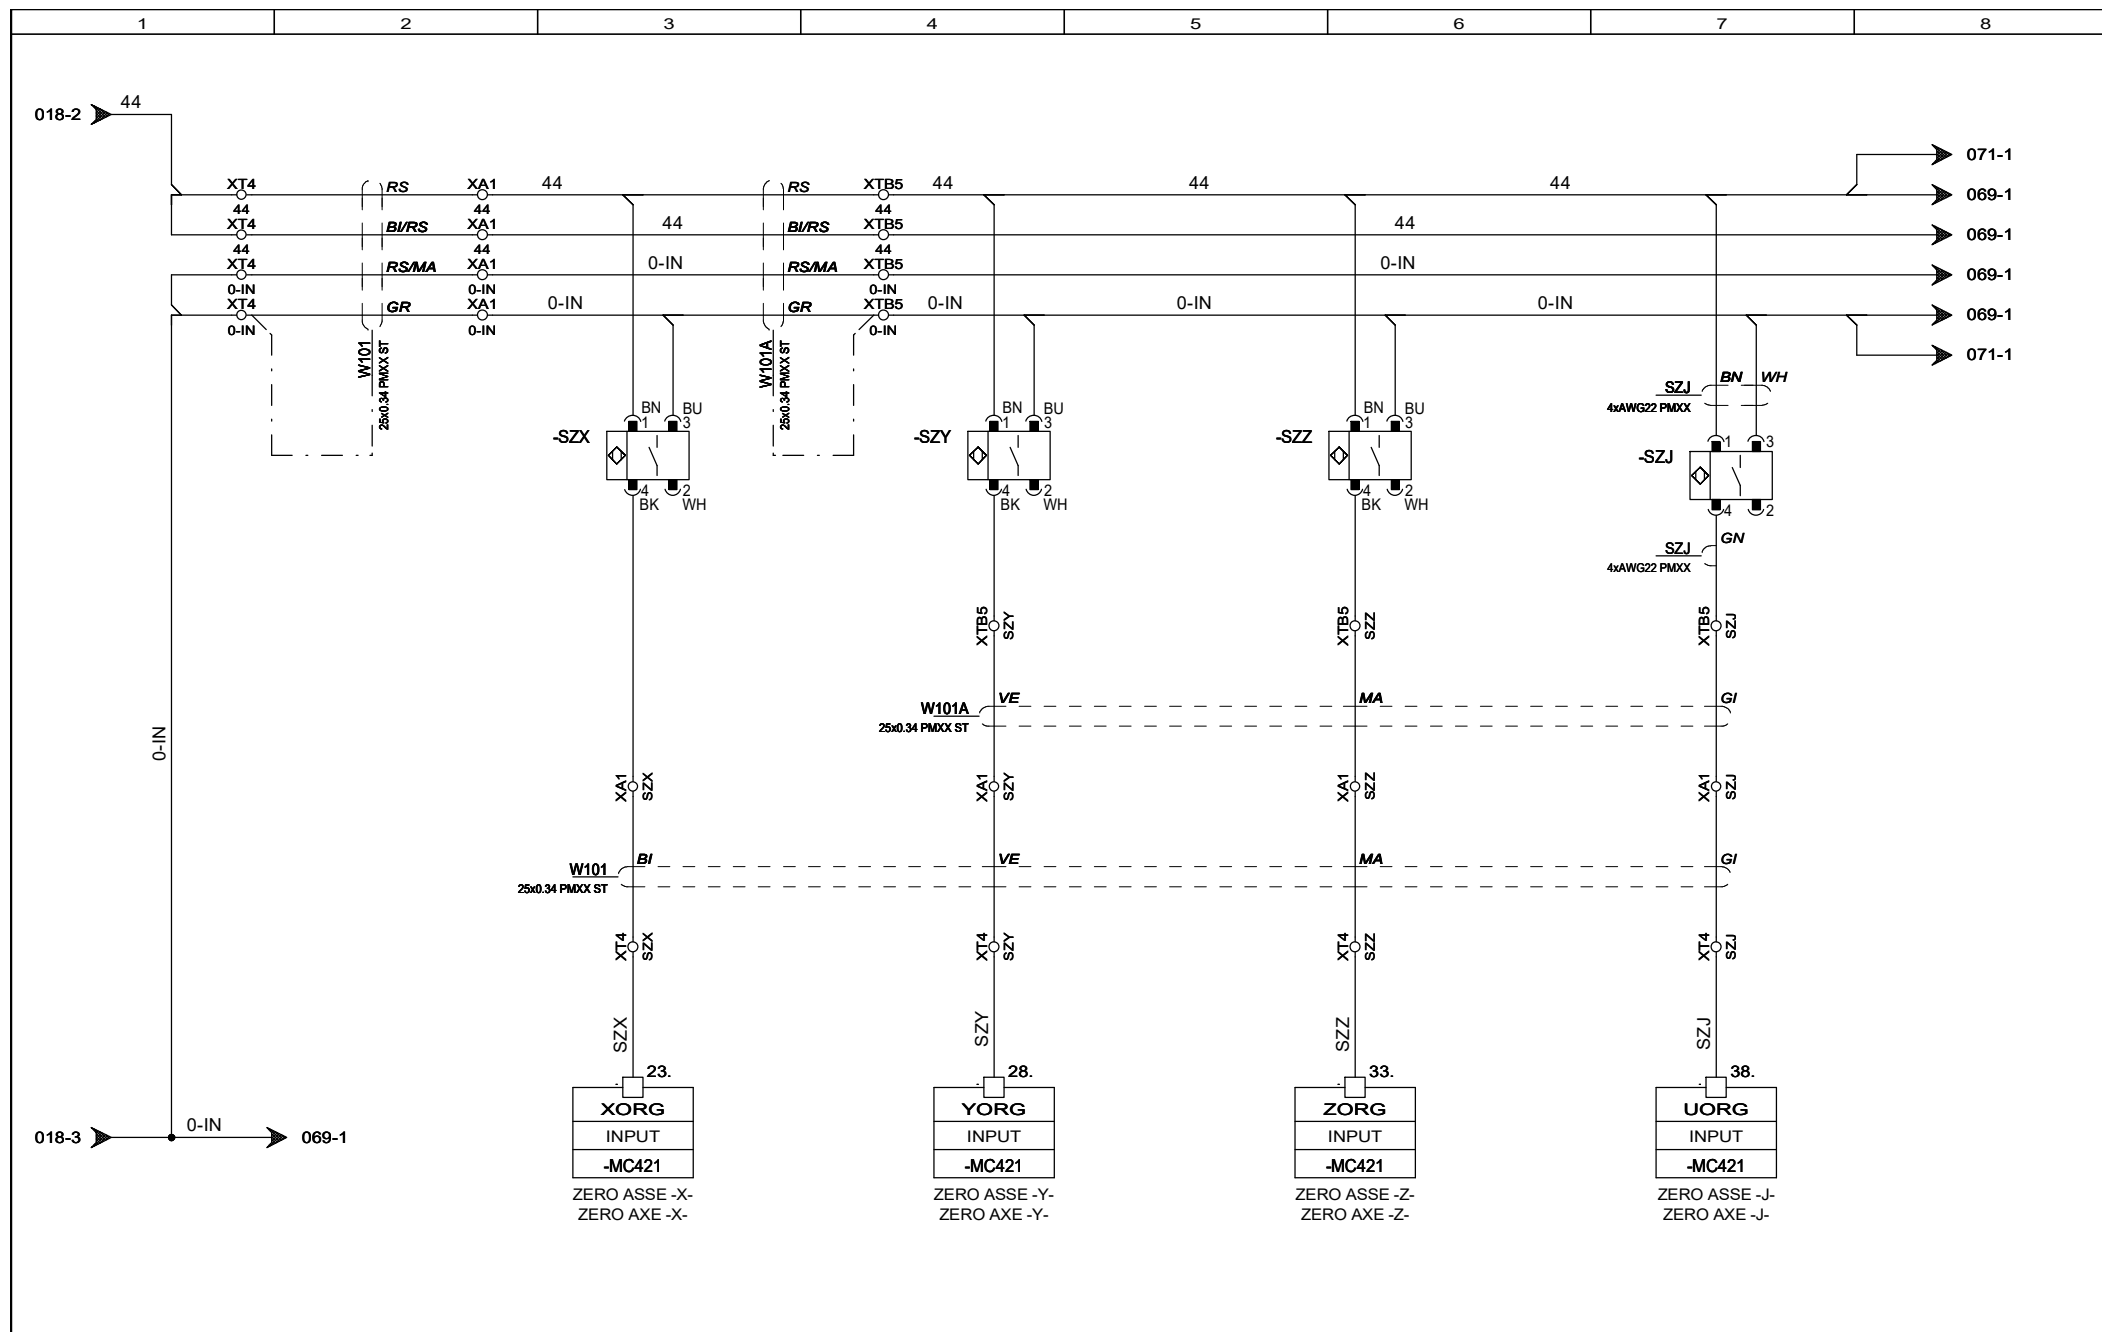 1 2 3 4 5 6 7 8
44
018-2
071-1
XT4 RS XA1 44 RS XTB5 44 44 44 069-1
44 44 44
XT4 BI/RS XA1 44 BI/RS XTB5 44 069-1
44 44 44
XT4 RS/MA XA1 0-IN RS/MA XTB5 0-IN 069-1
0-IN 0-IN 0-IN
XT4 GR XA1 0-IN GR XTB5 0-IN 0-IN 0-IN 069-1
0-IN 0-IN 0-IN
071-1
W101
25x0.34 PMXX ST
W101A
25x0.34 PMXX ST
SZJ BN WH
4xAWG22 PMXX
BN BU BN BU BN BU
1 3 1 3 1 3
-SZX -SZY -SZZ
1 3
-SZJ
4 2 4 2 4 2
BK WH BK WH BK WH
4 2
SZJ GN
4xAWG22 PMXX
XTB5 SZY XTB5 SZZ XTB5 SZJ
W101A VE MA GI
25x0.34 PMXX ST
0-IN
XA1 SZX XA1 SZY XA1 SZZ XA1 SZJ
W101 BI VE MA GI
25x0.34 PMXX ST
XT4 SZX XT4 SZY XT4 SZZ XT4 SZJ
SZX SZY SZZ SZJ
23. 28. 33. 38.
XORG YORG ZORG UORG
018-3 0-IN 069-1
INPUT INPUT INPUT INPUT
-MC421 -MC421 -MC421 -MC421
ZERO ASSE -X- ZERO ASSE -Y- ZERO ASSE -Z- ZERO ASSE -J-
ZERO AXE -X- ZERO AXE -Y- ZERO AXE -Z- ZERO AXE -J-